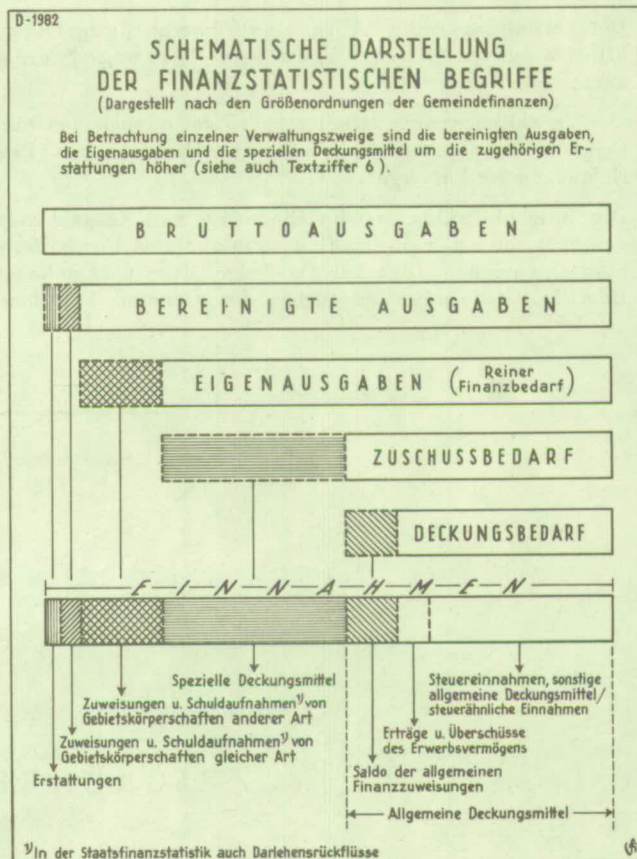 D-1982
SCHEMATISCHE DARSTELLUNG
DER FINANZSTATISTISCHEN BEGRIFFE
(Dargestellt nach den Größenordnungen der Gemeindefinanzen)
Bei Betrachtung einzelner Verwaltungszweige sind die bereinigten Ausgaben,
die Eigenausgaben und die speziellen Deckungsmittel um die zugehörigen Er-
stattungen höher (siehe auch Textziffer 6 ).
BRUTTOAUSGABEN
BEREINIGTE AUSGABEN
EIGENAUSGABEN (Reiner
Finanzbedarf)
ZUSCHUSSBEDARF
DECKUNGSBEDARF
EINNAHMEN
Spezielle Deckungsmittel
Zuweisungen u. Schuldaufnahmen¹⁾ von
Gebietskörperschaften anderer Art
Zuweisungen u. Schuldaufnahmen¹⁾ von
Gebietskörperschaften gleicher Art
Erstattungen
Steuereinnahmen, sonstige
allgemeine Deckungsmittel/
steuerähnliche Einnahmen
Erträge u. Überschüsse
des Erwerbsvermögens
Saldo der allgemeinen
Finanzzuweisungen
Allgemeine Deckungsmittel
¹⁾ In der Staatsfinanzstatistik auch Darlehensrückflüsse